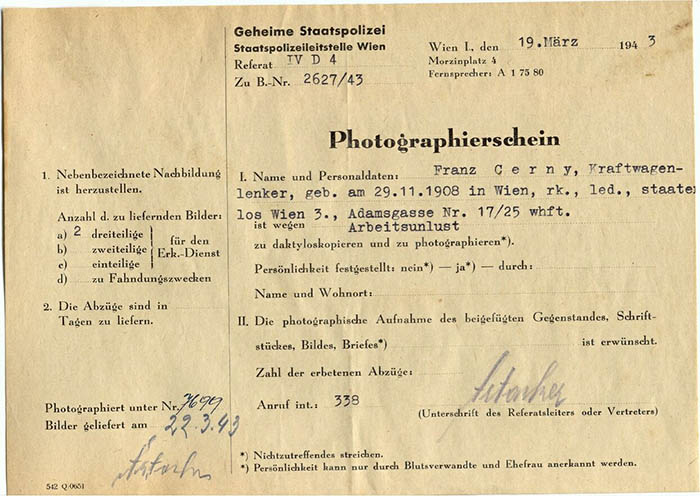 Geheime Staatspolizei
Staatspolizeileitstelle Wien
Referat IV D 4
Zu B.-Nr. 2627/43
Wien I., den 19.März 1943
Morzinplatz 4
Fernsprecher: A 1 75 80
Photographierschein
1. Nebenbezeichnete Nachbildung
ist herzustellen.
Anzahl d. zu liefernden Bilder:
a) 2 dreiteilige
b) zweiteilige
c) einteilige
d) zu Fahndungszwecken
für den
Erk.-Dienst
2. Die Abzüge sind in
Tagen zu liefern.
Photographiert unter Nr. 7699
Bilder geliefert am 22.3.43
542 Q/0651
I. Name und Personaldaten: Franz Cerny, Kraftwagen-
lenker, geb. am 29.11.1908 in Wien, rk., led., staaten
los Wien 3., Adamsgasse Nr. 17/25 whft.
ist wegen Arbeitsunlust
zu daktyloskopieren und zu photographieren*).
Persönlichkeit festgestellt: nein*) — ja*) — durch:
Name und Wohnort:
II. Die photographische Aufnahme des beigefügten Gegenstandes, Schrift-
stückes, Bildes, Briefes*) ist erwünscht.
Zahl der erbetenen Abzüge:
Anruf int.: 338
(Unterschrift des Referatsleiters oder Vertreters)
*) Nichtzutreffendes streichen.
*) Persönlichkeit kann nur durch Blutsverwandte und Ehefrau anerkannt werden.